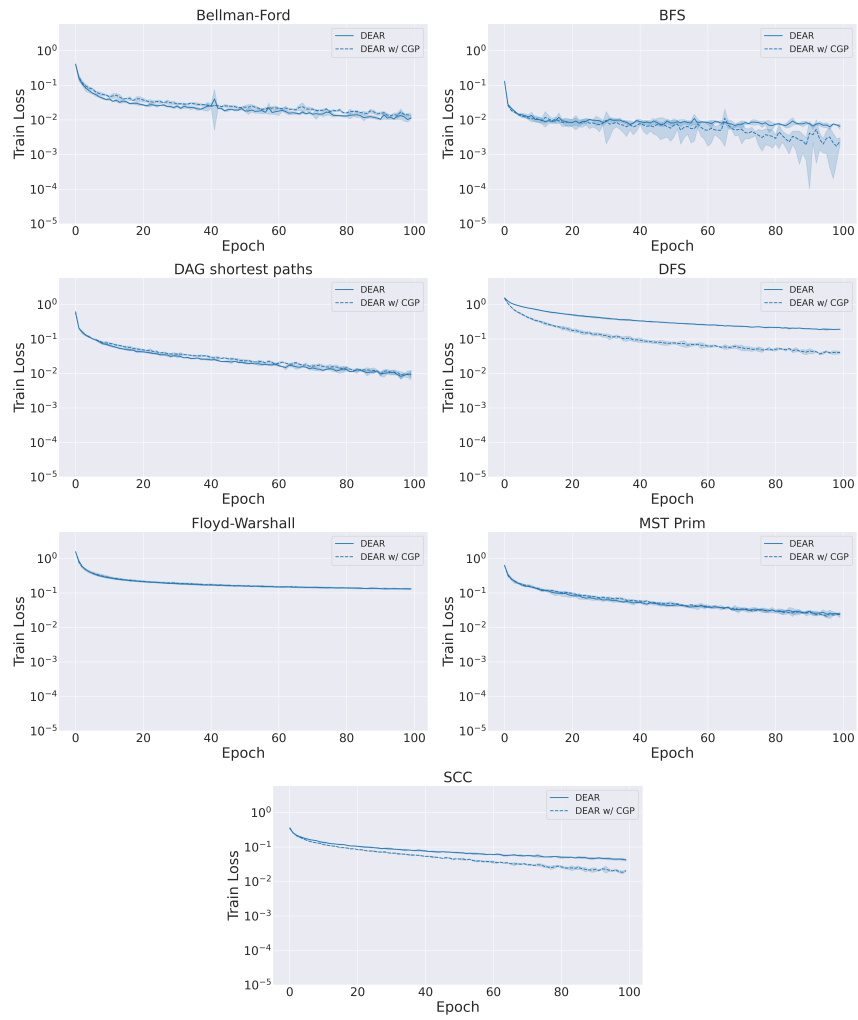 Bellman-Ford
DEAR
DEAR w/ CGP
Train Loss
10^0
10^-1
10^-2
10^-3
10^-4
10^-5
0 20 40 60 80 100
Epoch
BFS
DEAR
DEAR w/ CGP
Train Loss
10^0
10^-1
10^-2
10^-3
10^-4
10^-5
0 20 40 60 80 100
Epoch
DAG shortest paths
DEAR
DEAR w/ CGP
Train Loss
10^0
10^-1
10^-2
10^-3
10^-4
10^-5
0 20 40 60 80 100
Epoch
DFS
DEAR
DEAR w/ CGP
Train Loss
10^0
10^-1
10^-2
10^-3
10^-4
10^-5
0 20 40 60 80 100
Epoch
Floyd-Warshall
DEAR
DEAR w/ CGP
Train Loss
10^0
10^-1
10^-2
10^-3
10^-4
10^-5
0 20 40 60 80 100
Epoch
MST Prim
DEAR
DEAR w/ CGP
Train Loss
10^0
10^-1
10^-2
10^-3
10^-4
10^-5
0 20 40 60 80 100
Epoch
SCC
DEAR
DEAR w/ CGP
Train Loss
10^0
10^-1
10^-2
10^-3
10^-4
10^-5
0 20 40 60 80 100
Epoch